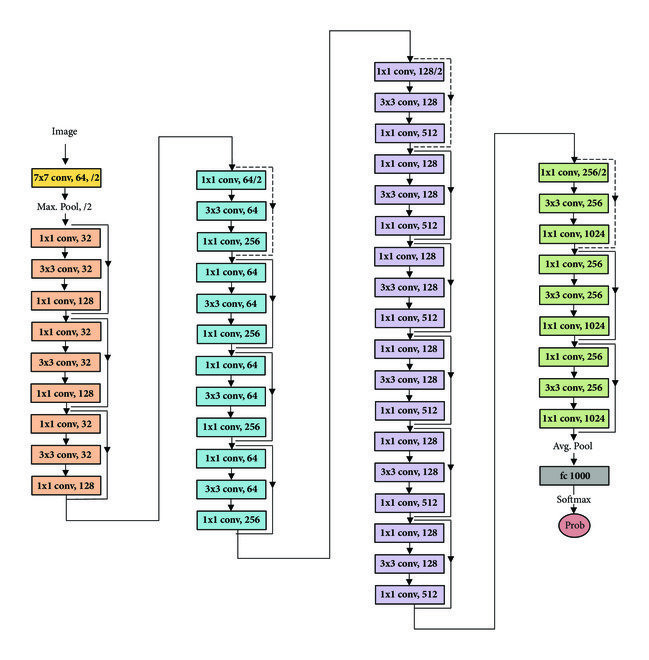 Image
7x7 conv, 64, /2
Max. Pool, /2
1x1 conv, 32
3x3 conv, 32
1x1 conv, 128
1x1 conv, 32
3x3 conv, 32
1x1 conv, 128
1x1 conv, 32
3x3 conv, 32
1x1 conv, 128
1x1 conv, 64/2
3x3 conv, 64
1x1 conv, 256
1x1 conv, 64
3x3 conv, 64
1x1 conv, 256
1x1 conv, 64
3x3 conv, 64
1x1 conv, 256
1x1 conv, 64
3x3 conv, 64
1x1 conv, 256
1x1 conv, 128/2
3x3 conv, 128
1x1 conv, 512
1x1 conv, 128
3x3 conv, 128
1x1 conv, 512
1x1 conv, 128
3x3 conv, 128
1x1 conv, 512
1x1 conv, 128
3x3 conv, 128
1x1 conv, 512
1x1 conv, 128
3x3 conv, 128
1x1 conv, 512
1x1 conv, 128
3x3 conv, 128
1x1 conv, 512
1x1 conv, 256/2
3x3 conv, 256
1x1 conv, 1024
1x1 conv, 256
3x3 conv, 256
1x1 conv, 1024
1x1 conv, 256
3x3 conv, 256
1x1 conv, 1024
Avg. Pool
fc 1000
Softmax
Prob